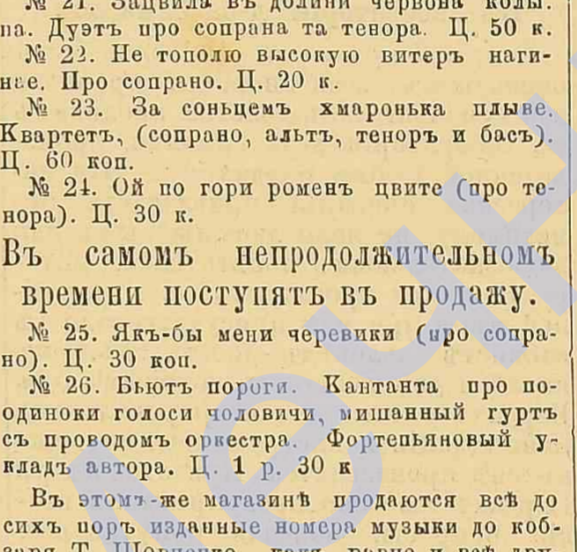 № 21. Зацвила въ долини червона калы-
на. Дуэтъ про сопрана та тенора. Ц. 50 к.
№ 22. Не тополю высокую витеръ наги-
нае. Про сопрано. Ц. 20 к.
№ 23. За соньцемъ хмаронька плыве.
Квартетъ, (сопрано, альтъ, теноръ и басъ).
Ц. 60 коп.
№ 24. Ой по гори роменъ цвите (про те-
нора). Ц. 30 к.
Въ самомъ непродолжительномъ
времени поступятъ въ продажу.
№ 25. Якъ-бы мени черевики (про сопра-
но). Ц. 30 коп.
№ 26. Бьютъ пороги. Кантанта про по-
одиноки голоси чоловичи, мишанный гуртъ
съ проводомъ оркестра. Фортепьяновый у-
кладъ автора. Ц. 1 р. 30 к
Въ этомъ-же магазинѣ продаются всѣ до
сихъ поръ изданные номера музыки до коб-
заря Т. Шевченко,